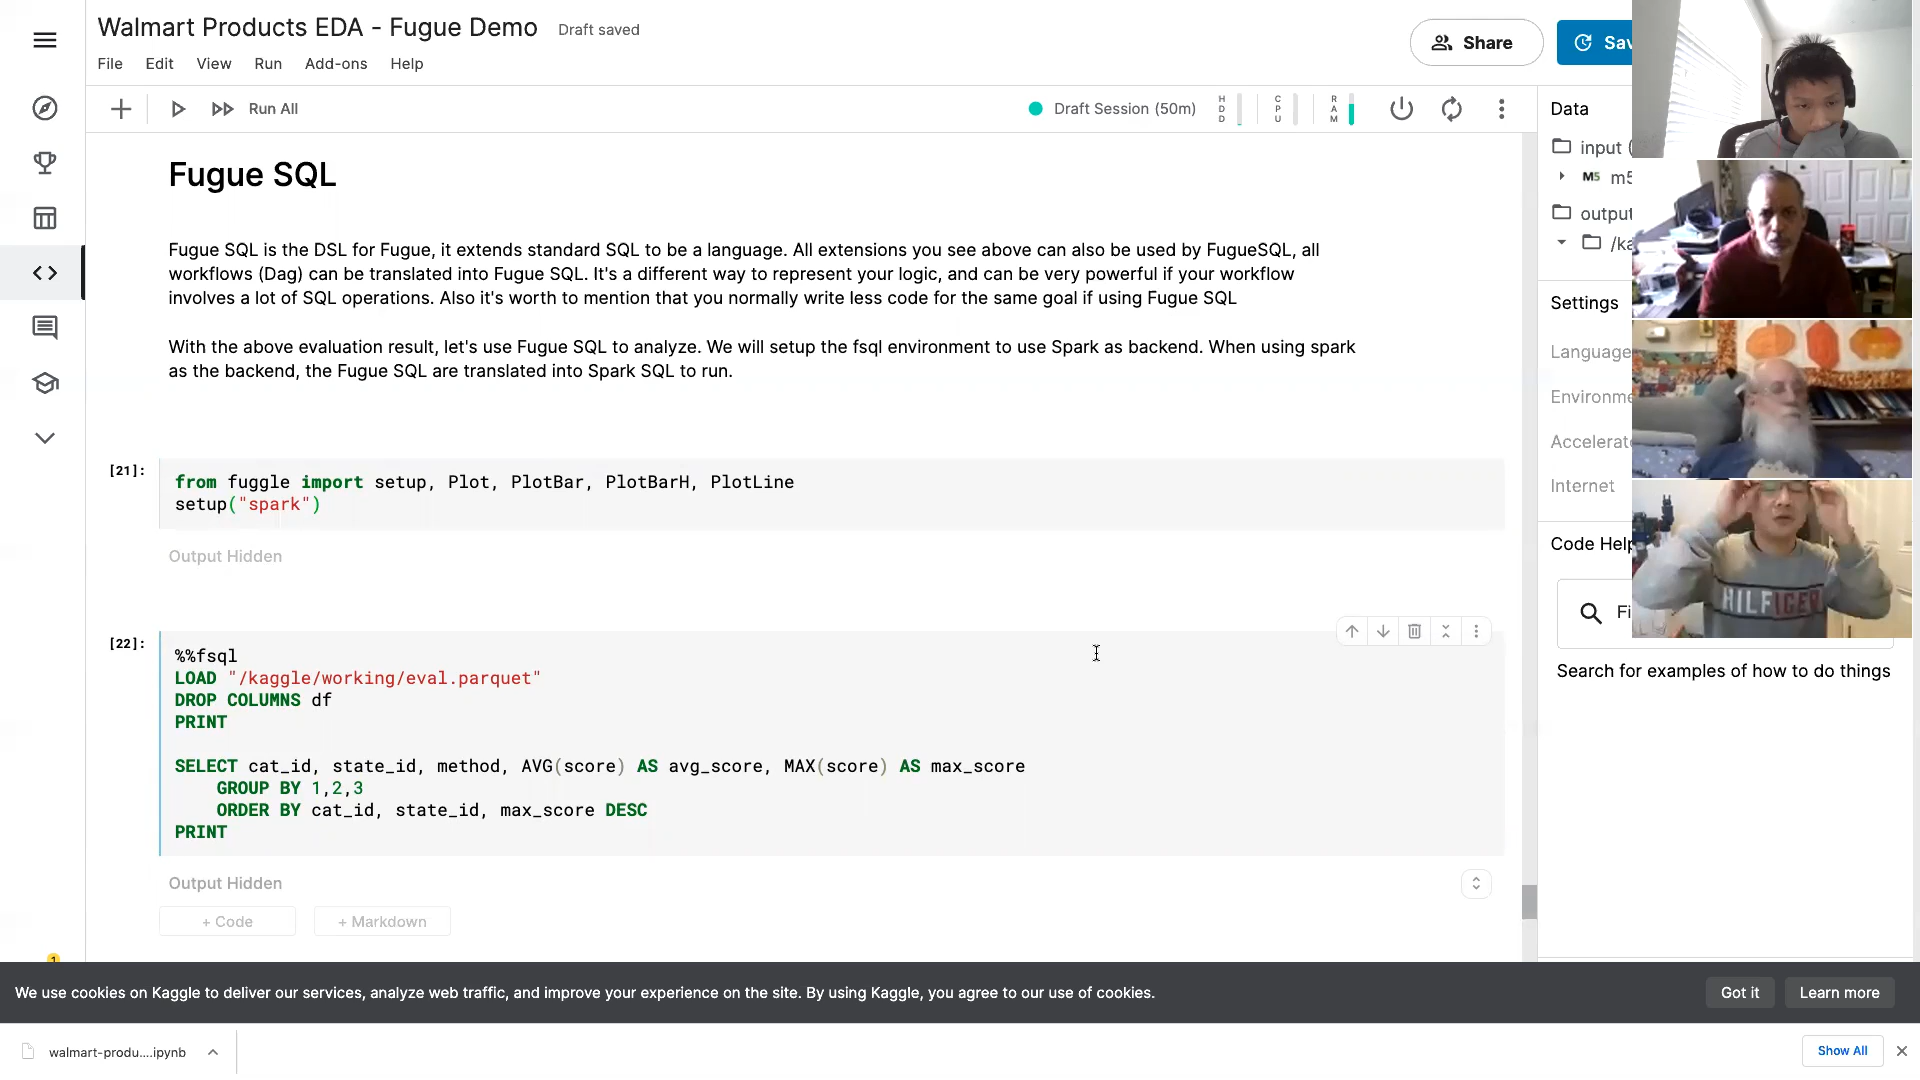 Walmart Products EDA - Fugue Demo Draft saved
Share
Sav
File Edit View Run Add-ons Help
Run All
Draft Session (50m)
HDD
CPU
RAM
Data
input (
M5 m5
output
/ka
Settings
Language
Environme
Accelerato
Internet
Code Help
Fi
Search for examples of how to do things
Fugue SQL
Fugue SQL is the DSL for Fugue, it extends standard SQL to be a language. All extensions you see above can also be used by FugueSQL, all
workflows (Dag) can be translated into Fugue SQL. It's a different way to represent your logic, and can be very powerful if your workflow
involves a lot of SQL operations. Also it's worth to mention that you normally write less code for the same goal if using Fugue SQL
With the above evaluation result, let's use Fugue SQL to analyze. We will setup the fsql environment to use Spark as backend. When using spark
as the backend, the Fugue SQL are translated into Spark SQL to run.
[21]:
from fuggle import setup, Plot, PlotBar, PlotBarH, PlotLine
setup("spark")
Output Hidden
[22]:
%%fsql
LOAD "/kaggle/working/eval.parquet"
DROP COLUMNS df
PRINT
SELECT cat_id, state_id, method, AVG(score) AS avg_score, MAX(score) AS max_score
GROUP BY 1,2,3
ORDER BY cat_id, state_id, max_score DESC
PRINT
Output Hidden
+ Code + Markdown
HILFIGER
1
We use cookies on Kaggle to deliver our services, analyze web traffic, and improve your experience on the site. By using Kaggle, you agree to our use of cookies.
Got it Learn more
walmart-produ....ipynb
Show All